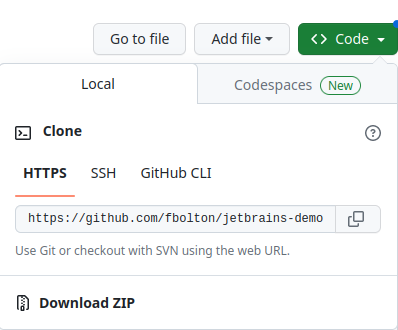 Go to file Add file Code
Local Codespaces New
Clone
HTTPS SSH GitHub CLI
https://github.com/fbolton/jetbrains-demo
Use Git or checkout with SVN using the web URL.
Download ZIP